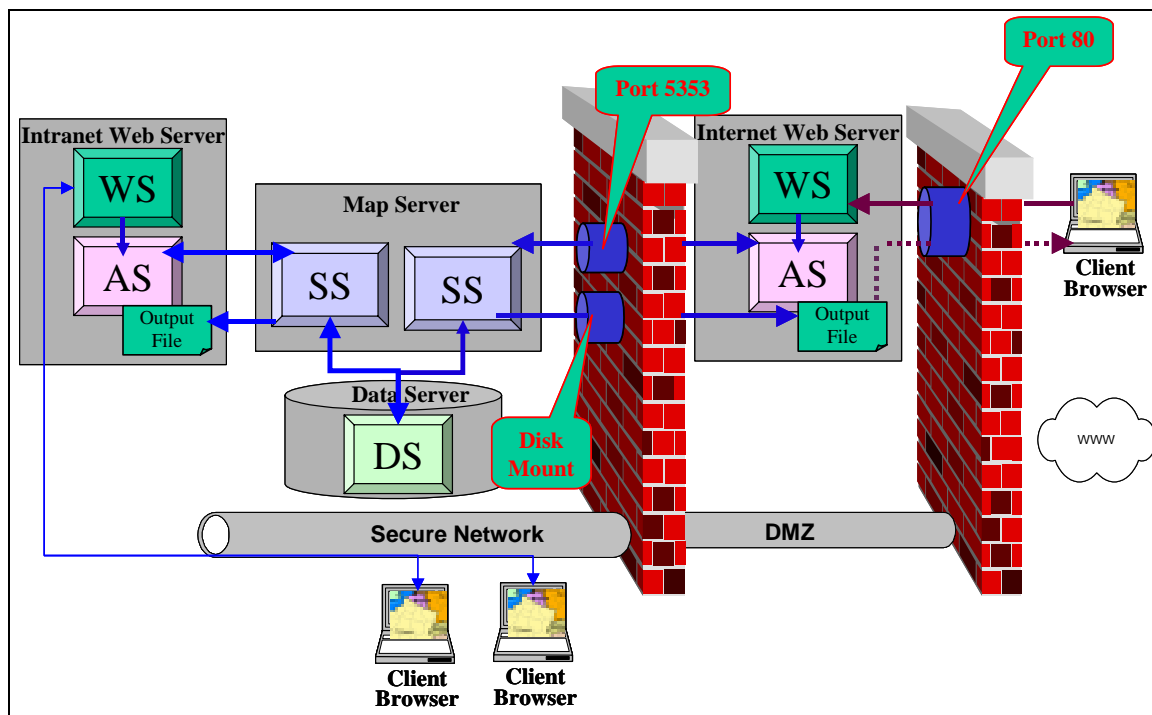 Port 80
Port 5353
Intranet Web Server
Internet Web Server
WS
WS
Map Server
AS
SS
SS
AS
Client
Browser
Output
File
Output
File
Data Server
DS
Disk
Mount
www
Secure Network
DMZ
Client
Browser
Client
Browser